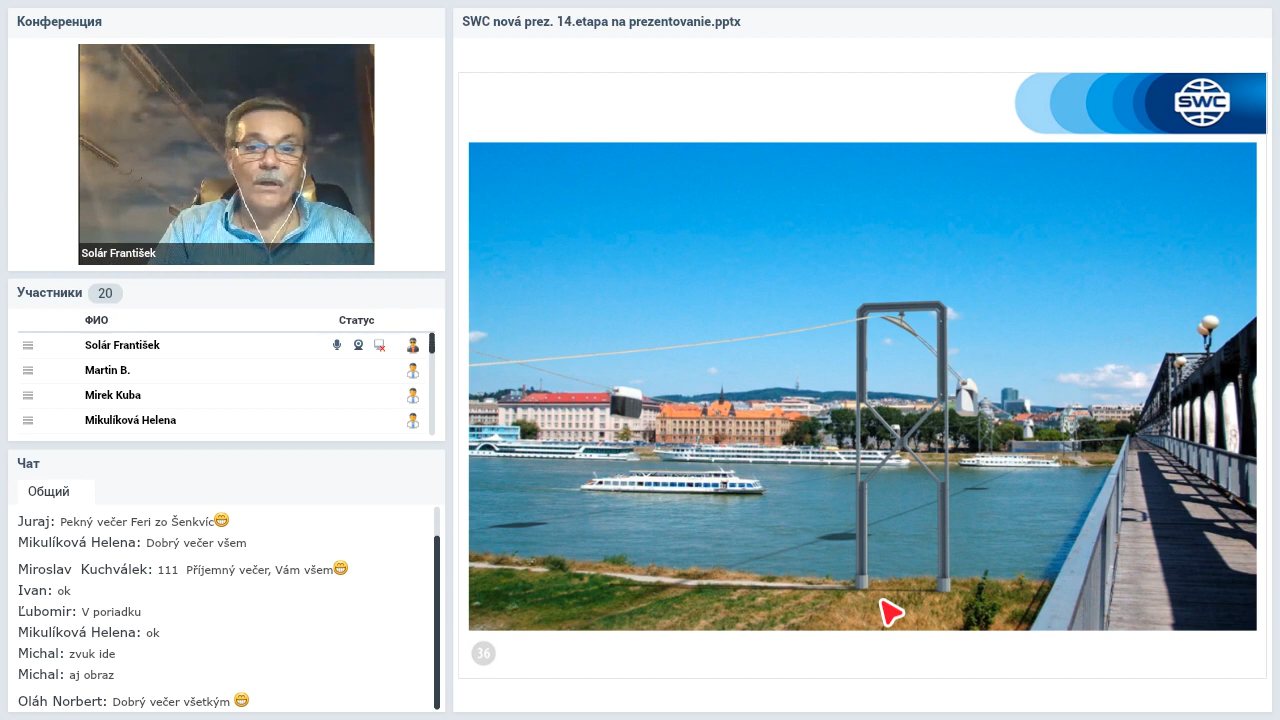 Конференция
Solár František
Участники 20
ФИО Статус
Solár František
Martin B.
Mirek Kuba
Mikulíková Helena
Чат
Общий
Juraj: Pekný večer Feri zo Šenkvíc
Mikulíková Helena: Dobrý večer všem
Miroslav Kuchválek: 111 Příjemný večer, Vám všem
Ivan: ok
Ľubomir: V poriadku
Mikulíková Helena: ok
Michal: zvuk ide
Michal: aj obraz
Oláh Norbert: Dobrý večer všetkým
SWC nová prez. 14.etapa na prezentovanie.pptx
SWC
36